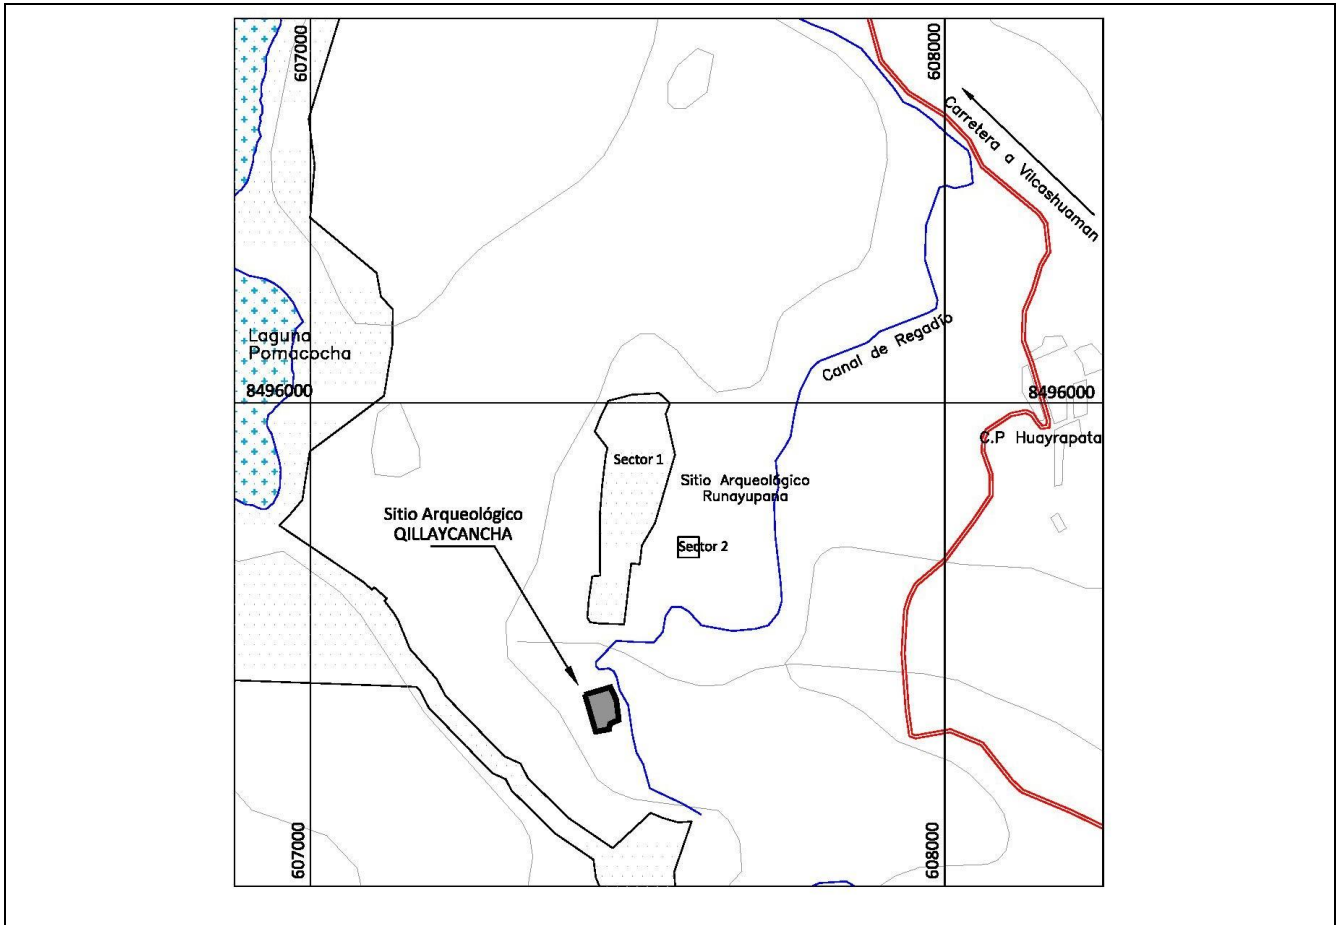 607000
608000
Carretera a Vilcashuaman
Laguna
Pomacocha
Canal de Regadío
8496000
8496000
C.P Huayrapata
Sector 1
Sitio Arqueológico
Runayupana
Sitio Arqueológico
QILLAYCANCHA
Sector 2
607000
608000